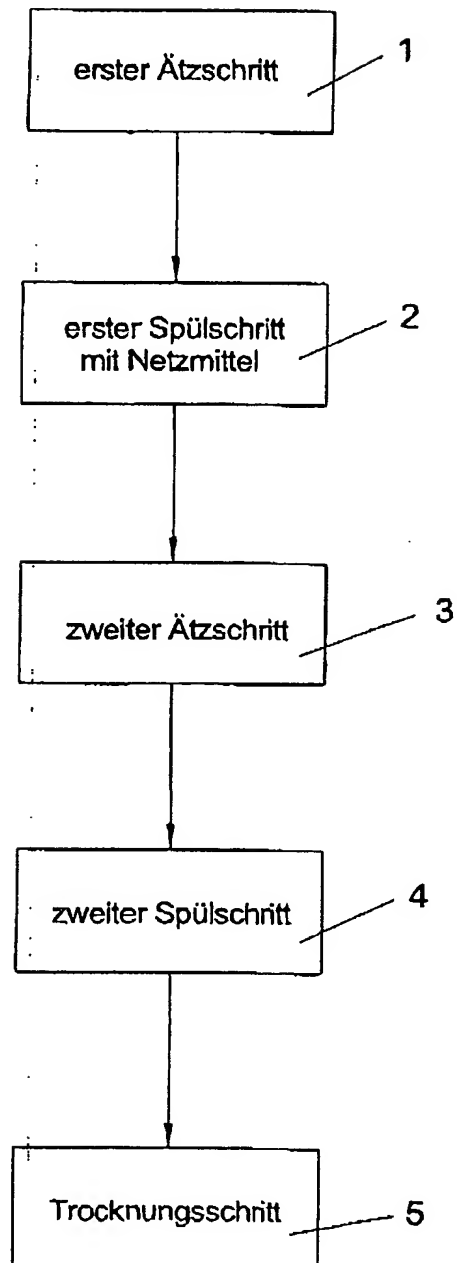 erster Ätzschritt
1
erster Spülschritt
mit Netzmittel
2
zweiter Ätzschritt
3
zweiter Spülschritt
4
Trocknungsschritt
5